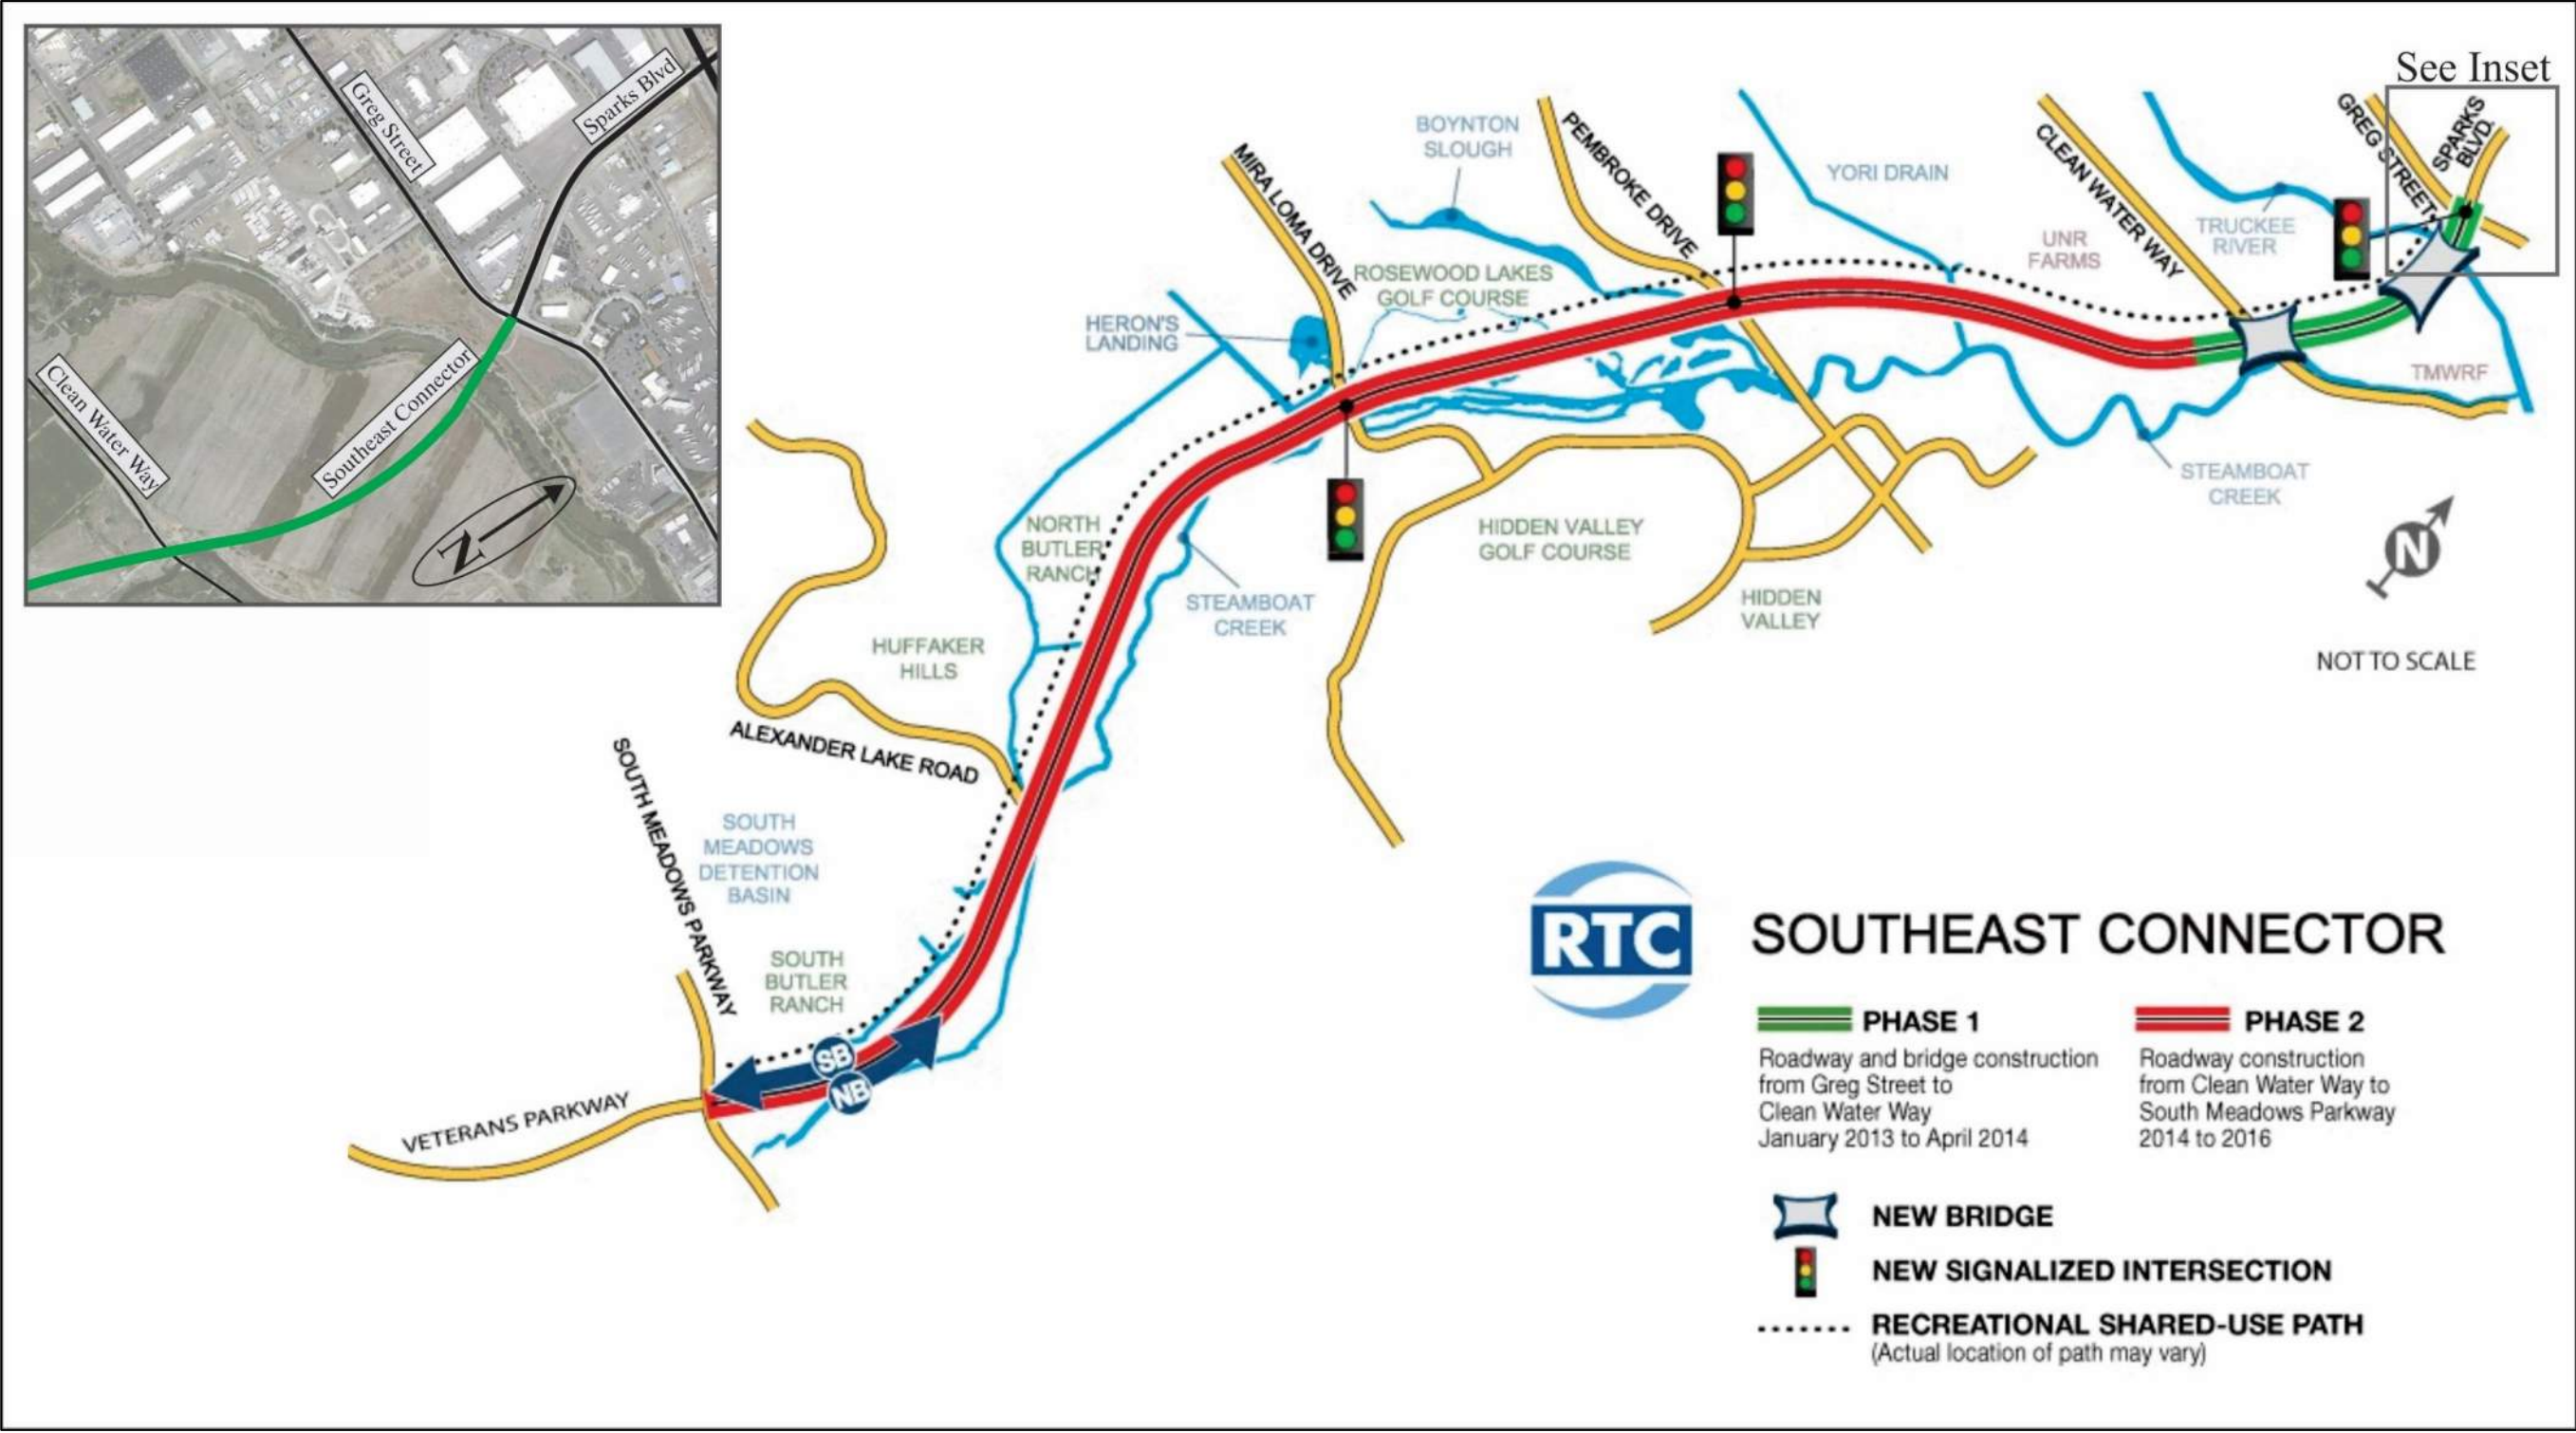 See Inset
Greg Street
Sparks Blvd
Clean Water Way
Southeast Connector
N
BOYNTON
SLOUGH
MIRA LOMA DRIVE
PEMBROKE DRIVE
YORI DRAIN
CLEAN WATER WAY
GREG STREET
SPARKS
BLVD.
TRUCKEE
RIVER
UNR
FARMS
ROSEWOOD LAKES
GOLF COURSE
HERON'S
LANDING
TMWRF
STEAMBOAT
CREEK
NORTH
BUTLER
RANCH
HIDDEN VALLEY
GOLF COURSE
N
STEAMBOAT
CREEK
HIDDEN
VALLEY
HUFFAKER
HILLS
NOT TO SCALE
ALEXANDER LAKE ROAD
SOUTH MEADOWS PARKWAY
SOUTH
MEADOWS
DETENTION
BASIN
SOUTH
BUTLER
RANCH
SB
NB
VETERANS PARKWAY
RTC
SOUTHEAST CONNECTOR
PHASE 1
Roadway and bridge construction
from Greg Street to
Clean Water Way
January 2013 to April 2014
PHASE 2
Roadway construction
from Clean Water Way to
South Meadows Parkway
2014 to 2016
NEW BRIDGE
NEW SIGNALIZED INTERSECTION
RECREATIONAL SHARED-USE PATH
(Actual location of path may vary)